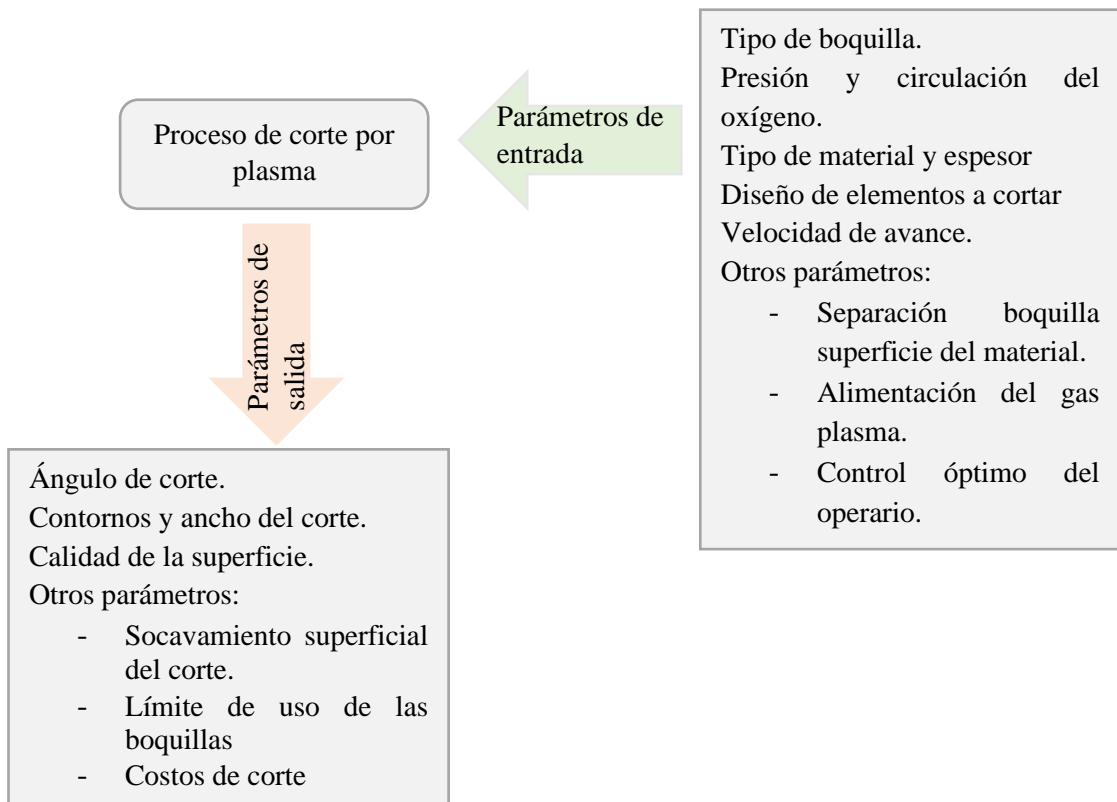 Proceso de corte por
plasma
Parámetros de
entrada
Tipo de boquilla.
Presión y circulación del
oxígeno.
Tipo de material y espesor
Diseño de elementos a cortar
Velocidad de avance.
Otros parámetros:
- Separación boquilla
superficie del material.
- Alimentación del gas
plasma.
- Control óptimo del
operario.
Parámetros de
salida
Ángulo de corte.
Contornos y ancho del corte.
Calidad de la superficie.
Otros parámetros:
- Socavamiento superficial
del corte.
- Límite de uso de las
boquillas
- Costos de corte